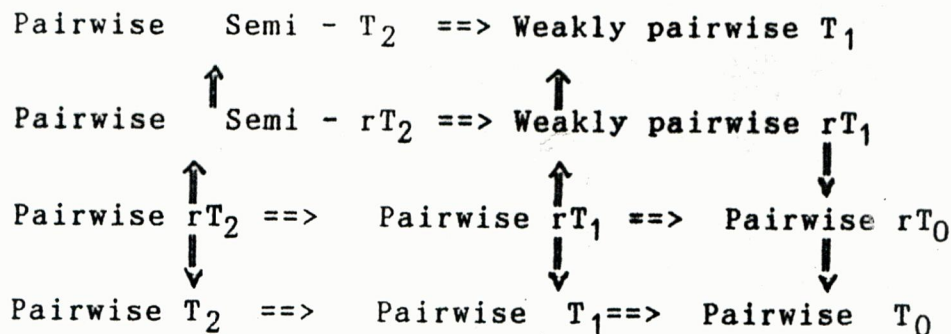 Pairwise Semi - T₂ ==> Weakly pairwise T₁
Pairwise Semi - rT₂ ==> Weakly pairwise rT₁
Pairwise rT₂ ==> Pairwise rT₁ ==> Pairwise rT₀
Pairwise T₂ ==> Pairwise T₁==> Pairwise T₀